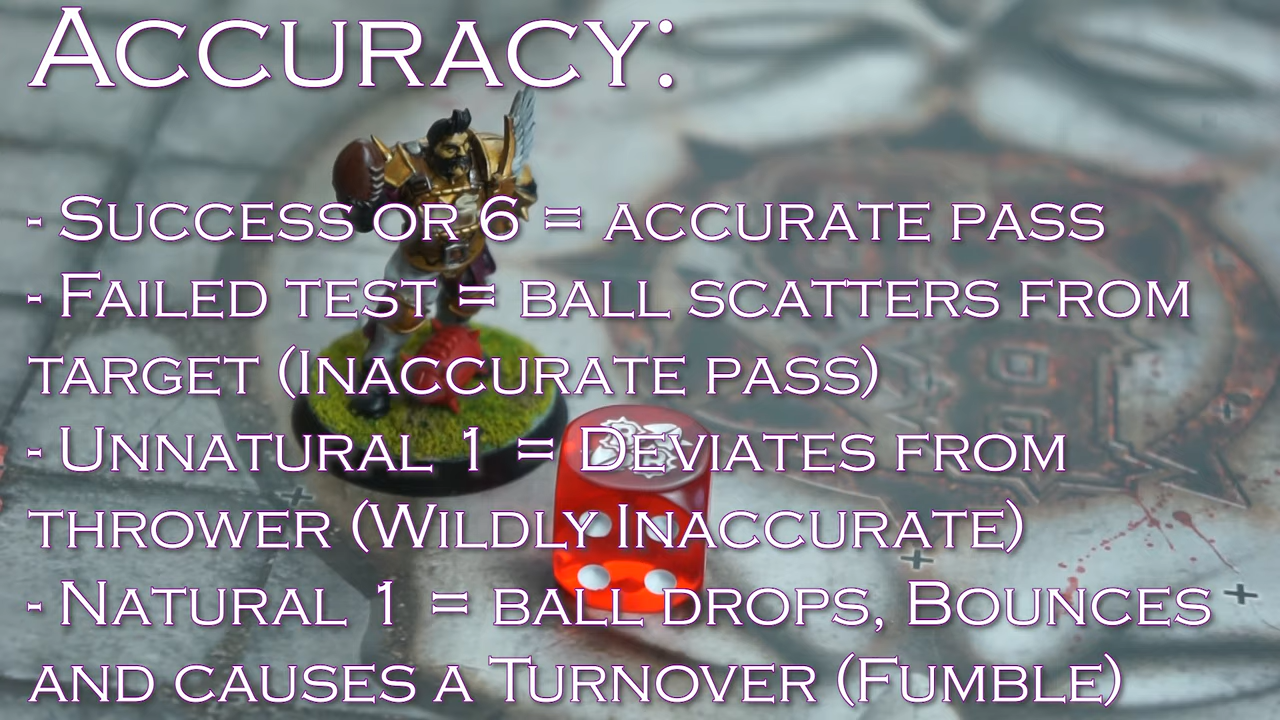 Accuracy:
- Success or 6 = accurate pass
- Failed test = ball scatters from
target (Inaccurate pass)
- Unnatural 1 = Deviates from
thrower (Wildly Inaccurate)
- Natural 1 = ball drops, Bounces
and causes a Turnover (Fumble)